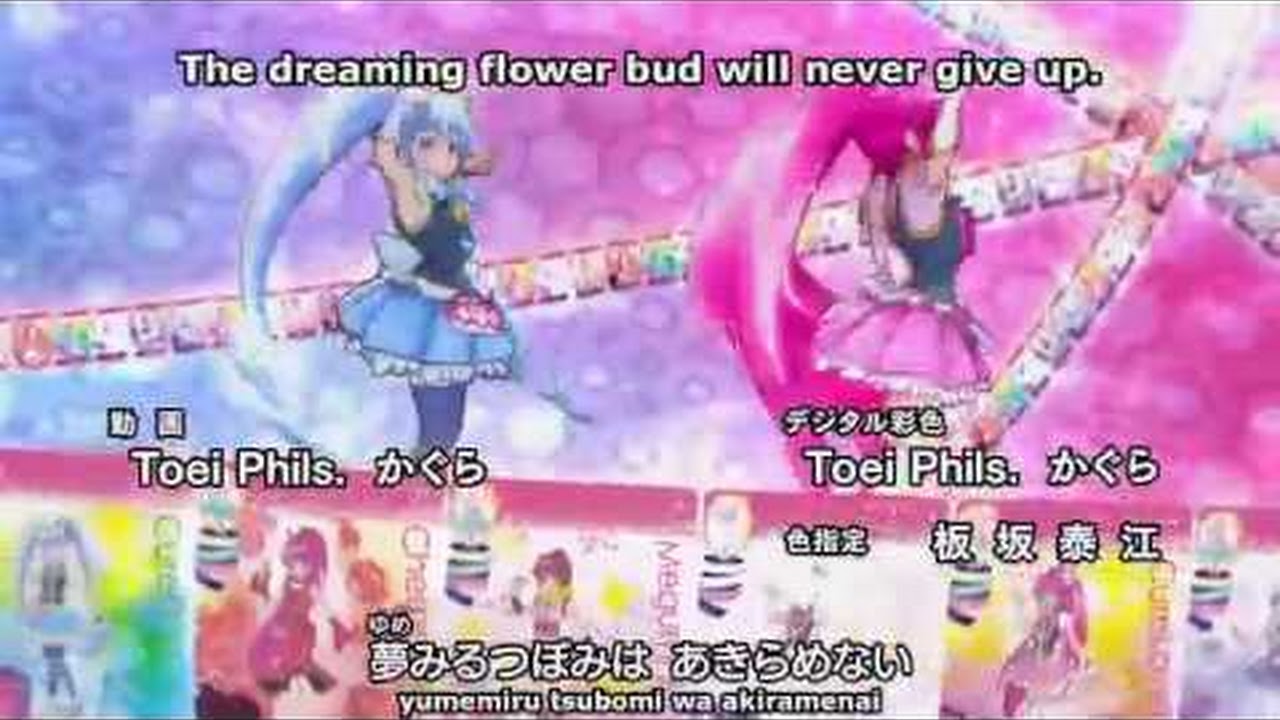 The dreaming flower bud will never give up.
動 画
Toei Phils. かぐら
デジタル彩色
Toei Phils. かぐら
色指定 板 坂 泰 江
ゆめ
夢みるつぼみは あきらめない
yumemiru tsubomi wa akiramenai